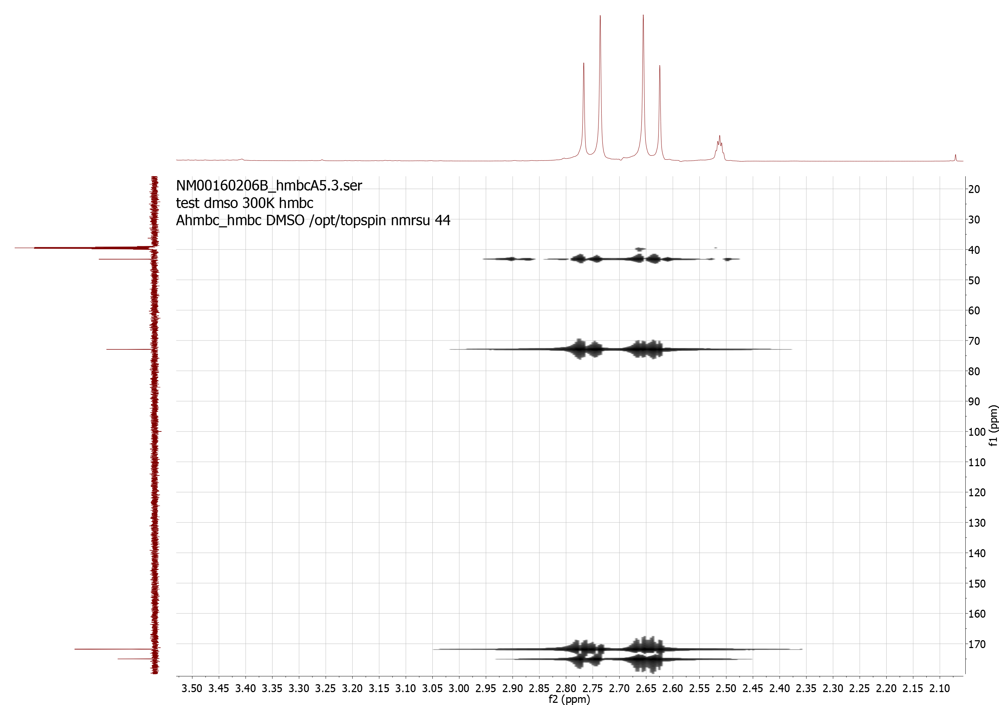 NM00160206B_hmbcA5.3.ser
test dmso 300K hmbc
Ahmbc_hmbc DMSO /opt/topspin nmrsu 44
20
30
40
50
60
70
80
90
100
110
120
130
140
150
160
170
f1 (ppm)
3.50 3.45 3.40 3.35 3.30 3.25 3.20 3.15 3.10 3.05 3.00 2.95 2.90 2.85 2.80 2.75 2.70 2.65 2.60 2.55 2.50 2.45 2.40 2.35 2.30 2.25 2.20 2.15 2.10
f2 (ppm)